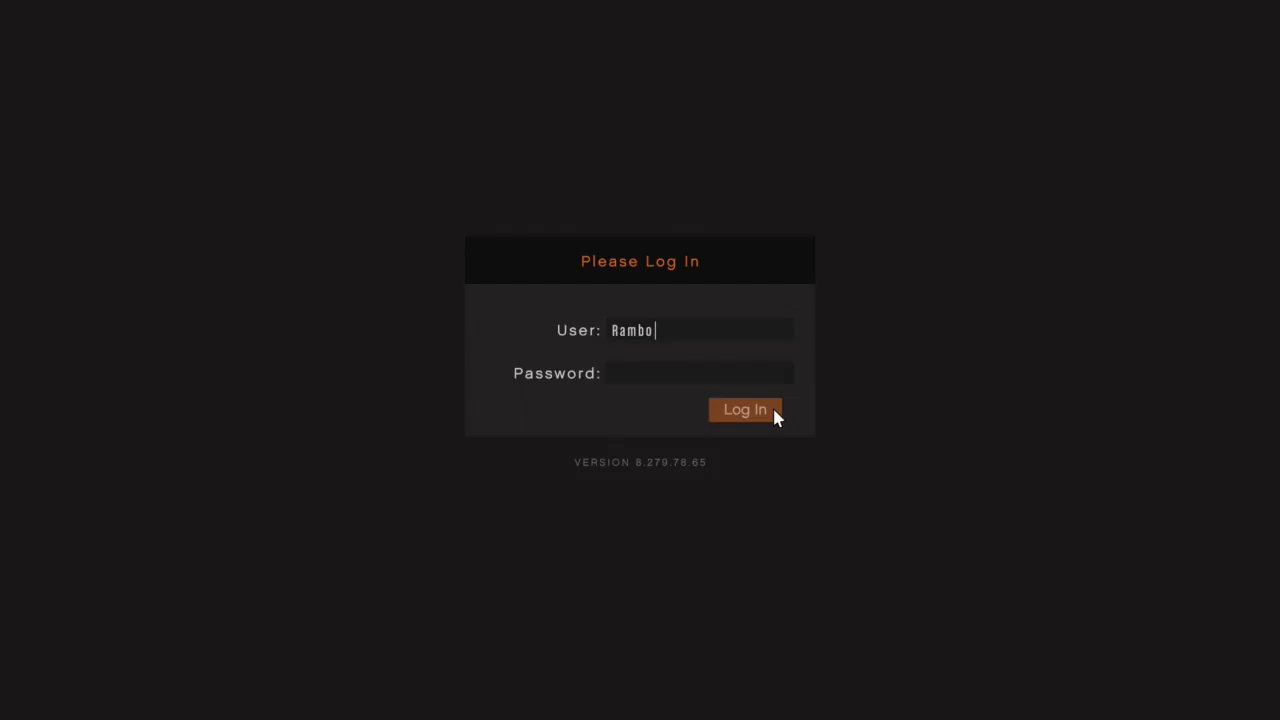 Please Log In
User: Rambo
Password:
Log In
VERSION 8.279.78.65